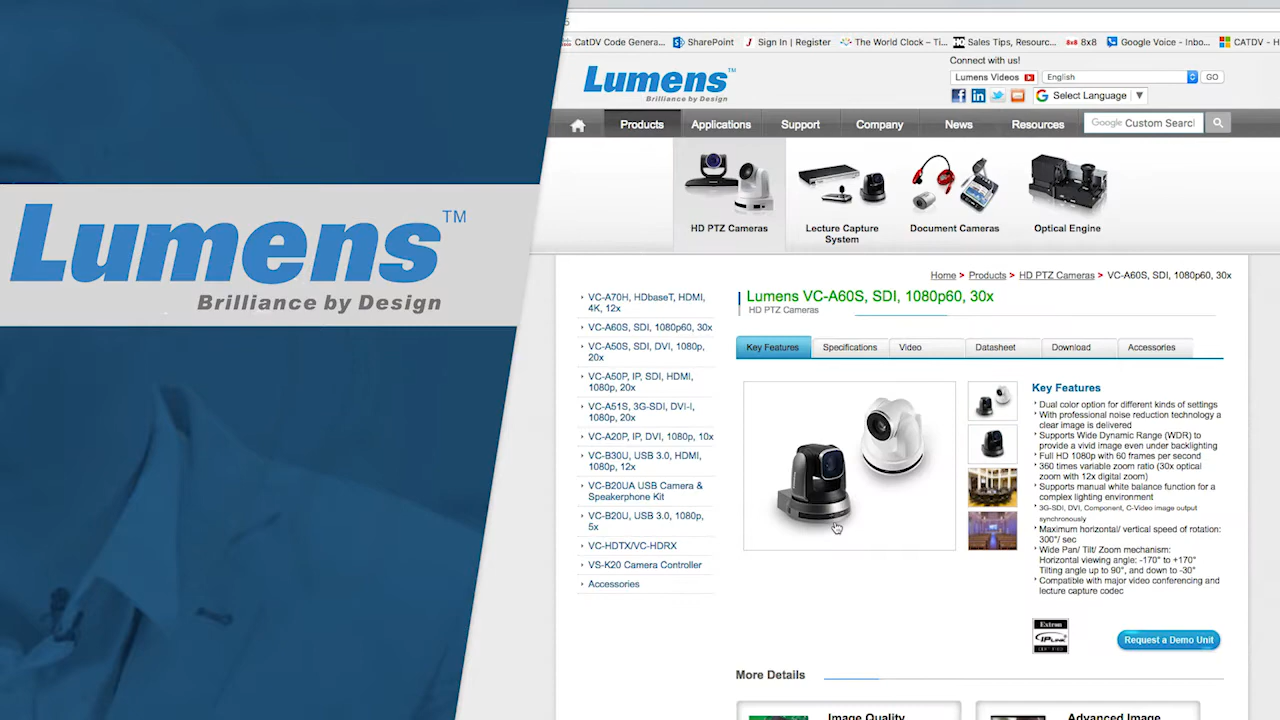 Lumens™
Brilliance by Design
CatDV Code Genera...
SharePoint
Sign In | Register
The World Clock – Ti...
Sales Tips, Resourc...
8x8
Google Voice - Inbo...
CATDV - H
Connect with us!
Lumens Videos
English
GO
Select Language
Lumens™
Brilliance by Design
Products
Applications
Support
Company
News
Resources
Google Custom Searcl
HD PTZ Cameras
Lecture Capture
System
Document Cameras
Optical Engine
Home > Products > HD PTZ Cameras > VC-A60S, SDI, 1080p60, 30x
VC-A70H, HDbaseT, HDMI,
4K, 12x
VC-A60S, SDI, 1080p60, 30x
VC-A50S, SDI, DVI, 1080p,
20x
VC-A50P, IP, SDI, HDMI,
1080p, 20x
VC-A51S, 3G-SDI, DVI-I,
1080p, 20x
VC-A20P, IP, DVI, 1080p, 10x
VC-B30U, USB 3.0, HDMI,
1080p, 12x
VC-B20UA USB Camera &
Speakerphone Kit
VC-B20U, USB 3.0, 1080p,
5x
VC-HDTX/VC-HDRX
VS-K20 Camera Controller
Accessories
Lumens VC-A60S, SDI, 1080p60, 30x
HD PTZ Cameras
Key Features
Specifications
Video
Datasheet
Download
Accessories
Key Features
Dual color option for different kinds of settings
With professional noise reduction technology a
clear image is delivered
Supports Wide Dynamic Range (WDR) to
provide a vivid image even under backlighting
Full HD 1080p with 60 frames per second
360 times variable zoom ratio (30x optical
zoom with 12x digital zoom)
Supports manual white balance function for a
complex lighting environment
3G-SDI, DVI, Component, C-Video image output
synchronously
Maximum horizontal/ vertical speed of rotation:
300°/ sec
Wide Pan/ Tilt/ Zoom mechanism:
Horizontal viewing angle: -170° to +170°
Tilting angle up to 90°, and down to -30°
Compatible with major video conferencing and
lecture capture codec
Extron
IPLINK
Request a Demo Unit
More Details
Image Quality
Advanced Image